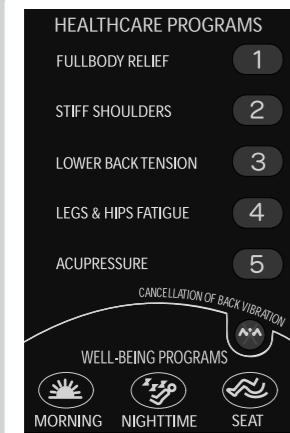 HEALTHCARE PROGRAMS
FULLBODY RELIEF 1
STIFF SHOULDERS 2
LOWER BACK TENSION 3
LEGS & HIPS FATIGUE 4
ACUPRESSURE 5
CANCELLATION OF BACK VIBRATION
WELL-BEING PROGRAMS
MORNING NIGHTTIME SEAT